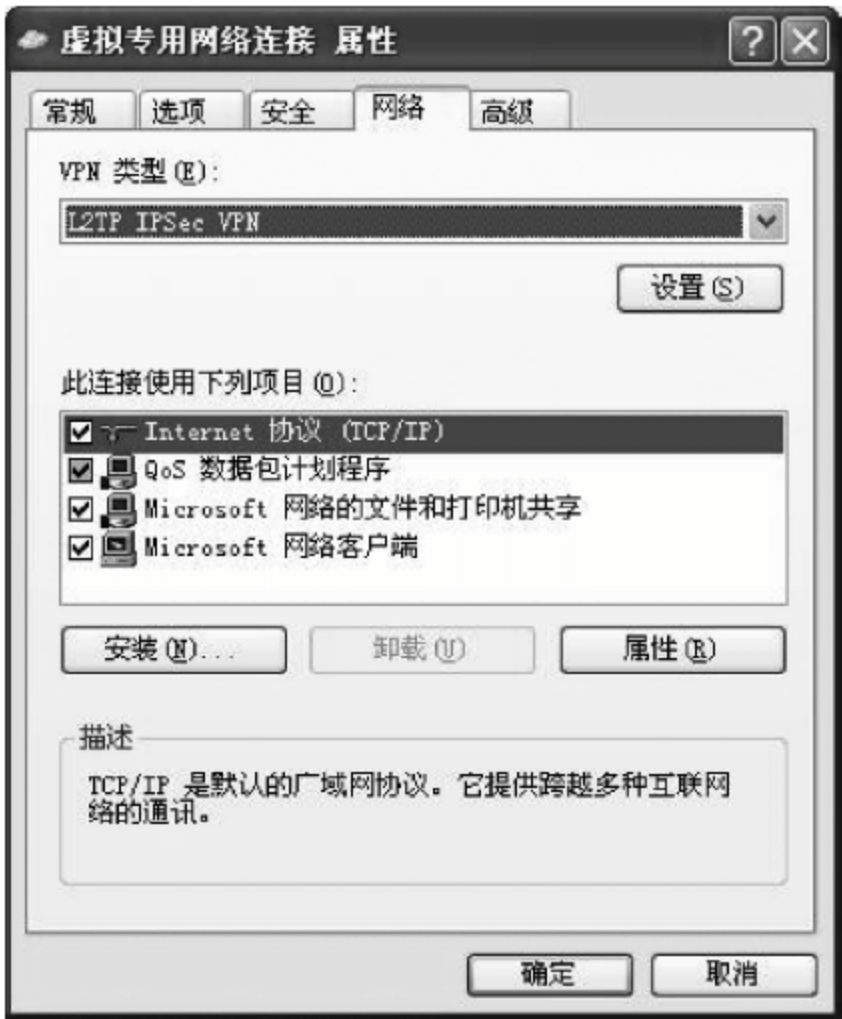 虚拟专用网络连接 属性
常规 选项 安全 网络 高级
VPN 类型(E):
L2TP IPSec VPN
设置(S)
此连接使用下列项目(O):
Internet 协议 (TCP/IP)
QoS 数据包计划程序
Microsoft 网络的文件和打印机共享
Microsoft 网络客户端
安装(N)... 卸载(U) 属性(R)
描述
TCP/IP 是默认的广域网协议。它提供跨越多种互联网
络的通讯。
确定 取消